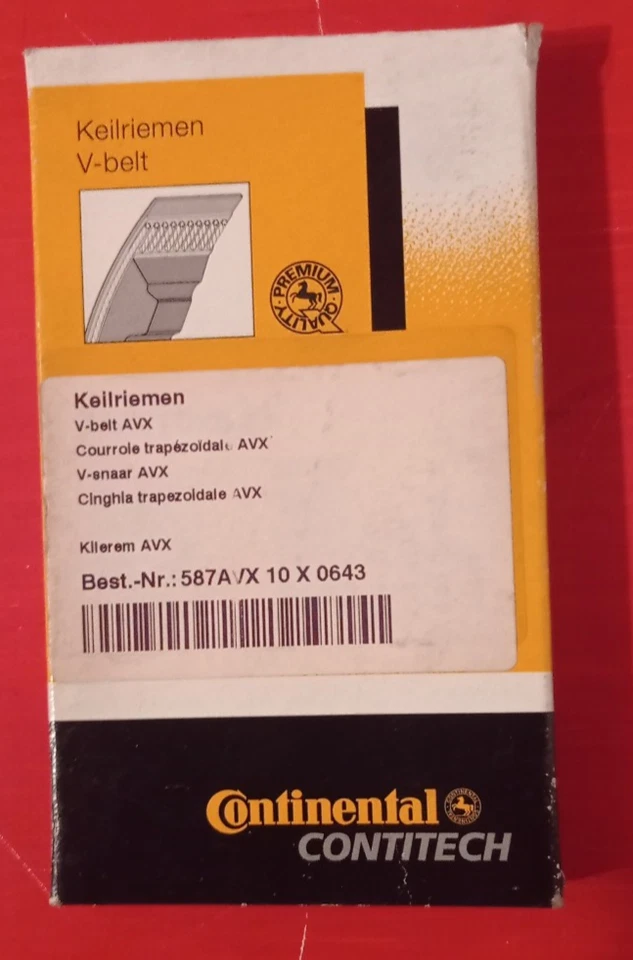 Keilriemen
V-belt
PREMIUM QUALITY
Keilriemen
V-belt AVX
Courroie trapézoïdale AVX
V-snaar AVX
Cinghia trapezoidale AVX
Kilerem AVX
Best.-Nr.: 587AVX 10 X 0643
Continental
CONTITECH